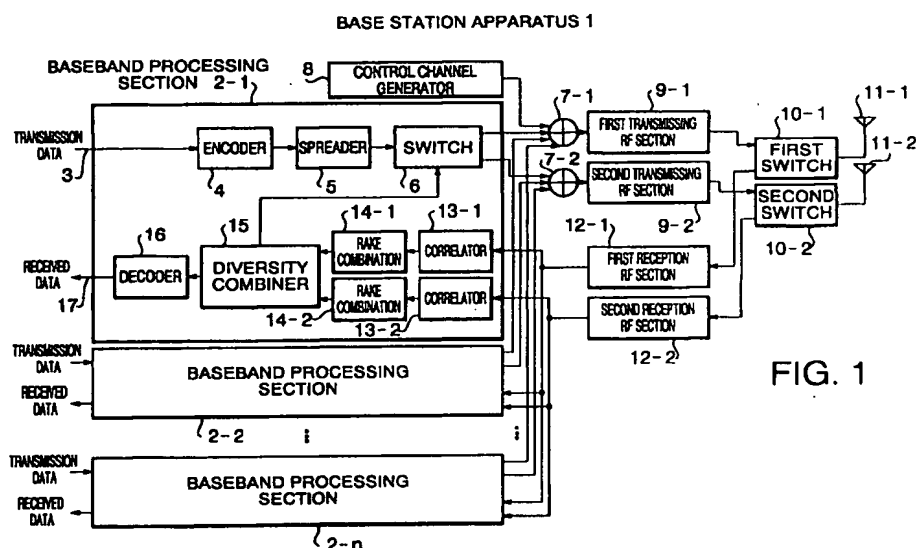 BASE STATION APPARATUS 1
BASEBAND PROCESSING
SECTION 2-1
8
CONTROL CHANNEL
GENERATOR
7-1
9-1
FIRST TRANSMISSING
RF SECTION
10-1
11-1
11-2
TRANSMISSION
DATA
3
ENCODER
4
SPREADER
5
SWITCH
6
7-2
SECOND TRANSMISSING
RF SECTION
9-2
FIRST
SWITCH
SECOND
SWITCH
10-2
16
15
14-1
13-1
12-1
RECEIVED
DATA
17
DECODER
DIVERSITY
COMBINER
RAKE
COMBINATION
CORRELATOR
FIRST RECEPTION
RF SECTION
RAKE
COMBINATION
CORRELATOR
14-2
13-2
SECOND RECEPTION
RF SECTION
12-2
TRANSMISSION
DATA
RECEIVED
DATA
BASEBAND PROCESSING
SECTION
2-2
FIG. 1
TRANSMISSION
DATA
RECEIVED
DATA
BASEBAND PROCESSING
SECTION
2-n